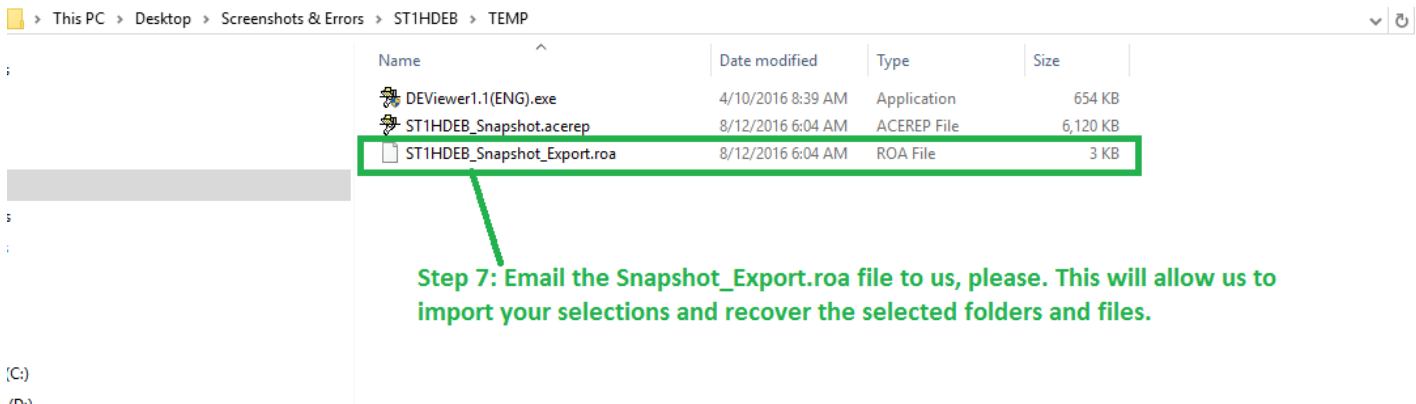 This PC > Desktop > Screenshots & Errors > ST1HDEB > TEMP
Name Date modified Type Size
DEViewer1.1(ENG).exe 4/10/2016 8:39 AM Application 654 KB
ST1HDEB_Snapshot.acerep 8/12/2016 6:04 AM ACEREP File 6,120 KB
ST1HDEB_Snapshot_Export.roa 8/12/2016 6:04 AM ROA File 3 KB
Step 7: Email the Snapshot_Export.roa file to us, please. This will allow us to
import your selections and recover the selected folders and files.
(C:)